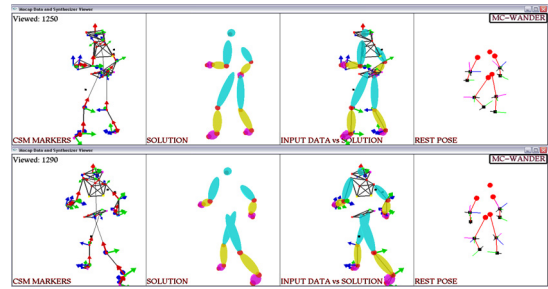 Mocap Data and Synthesizer Viewer
Viewed: 1250
MC-WANDER
CSM MARKERS
SOLUTION
INPUT DATA vs SOLUTION
REST POSE
Mocap Data and Synthesizer Viewer
Viewed: 1290
MC-WANDER
CSM MARKERS
SOLUTION
INPUT DATA vs SOLUTION
REST POSE